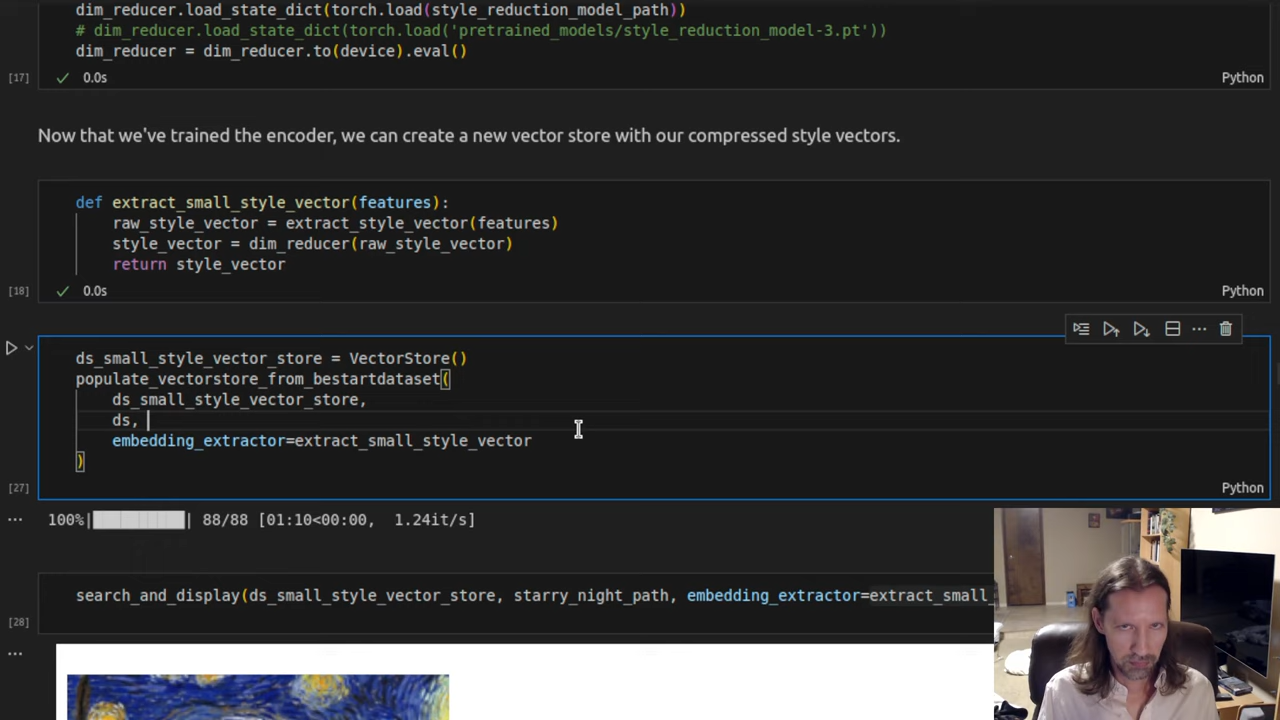 dim_reducer.load_state_dict(torch.load(style_reduction_model_path))
# dim_reducer.load_state_dict(torch.load('pretrained_models/style_reduction_model-3.pt'))
dim_reducer = dim_reducer.to(device).eval()
[17] 0.0s Python
Now that we've trained the encoder, we can create a new vector store with our compressed style vectors.
def extract_small_style_vector(features):
raw_style_vector = extract_style_vector(features)
style_vector = dim_reducer(raw_style_vector)
return style_vector
[18] 0.0s Python
ds_small_style_vector_store = VectorStore()
populate_vectorstore_from_bestartdataset(
ds_small_style_vector_store,
ds,
embedding_extractor=extract_small_style_vector
)
[27] Python
100%| | 88/88 [01:10<00:00, 1.24it/s]
search_and_display(ds_small_style_vector_store, starry_night_path, embedding_extractor=extract_small_
[28]